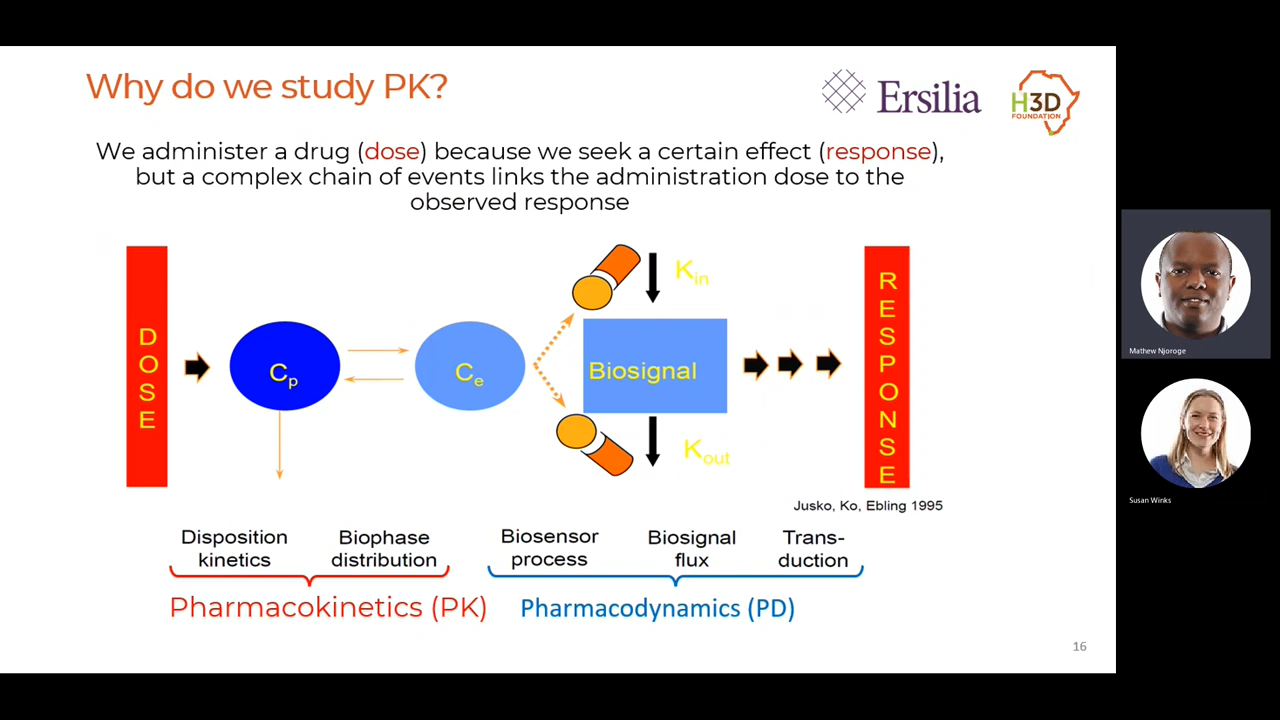 Why do we study PK?
Ersilia
H3D
FOUNDATION
We administer a drug (dose) because we seek a certain effect (response),
but a complex chain of events links the administration dose to the
observed response
DOSE
Cp
Ce
Kin
Biosignal
Kout
RESPONSE
Jusko, Ko, Ebling 1995
Disposition
kinetics
Biophase
distribution
Biosensor
process
Biosignal
flux
Trans-
duction
Pharmacokinetics (PK)
Pharmacodynamics (PD)
16
Mathew Njoroge
Susan Winks